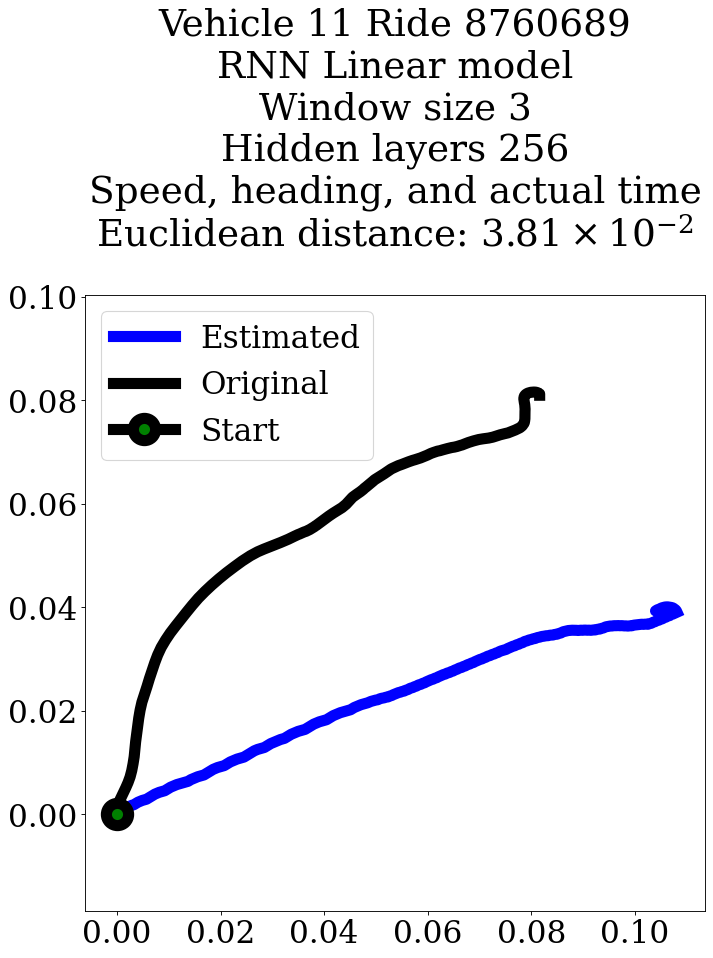 Vehicle 11 Ride 8760689
RNN Linear model
Window size 3
Hidden layers 256
Speed, heading, and actual time
Euclidean distance: 3.81 × 10⁻²
0.10
Estimated
Original
0.08
Start
0.06
0.04
0.02
0.00
0.00 0.02 0.04 0.06 0.08 0.10